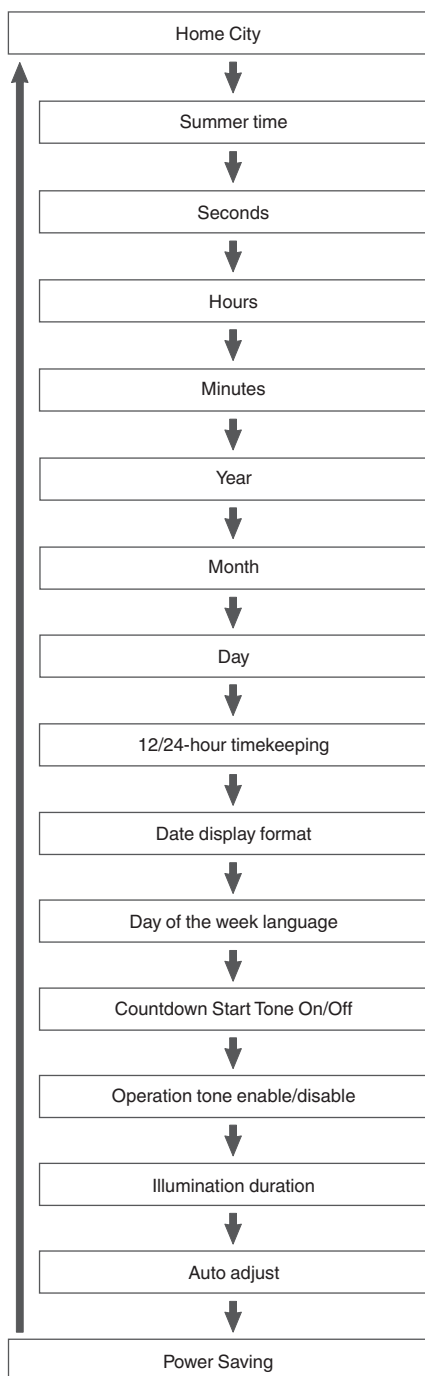 Home City
Summer time
Seconds
Hours
Minutes
Year
Month
Day
12/24-hour timekeeping
Date display format
Day of the week language
Countdown Start Tone On/Off
Operation tone enable/disable
Illumination duration
Auto adjust
Power Saving